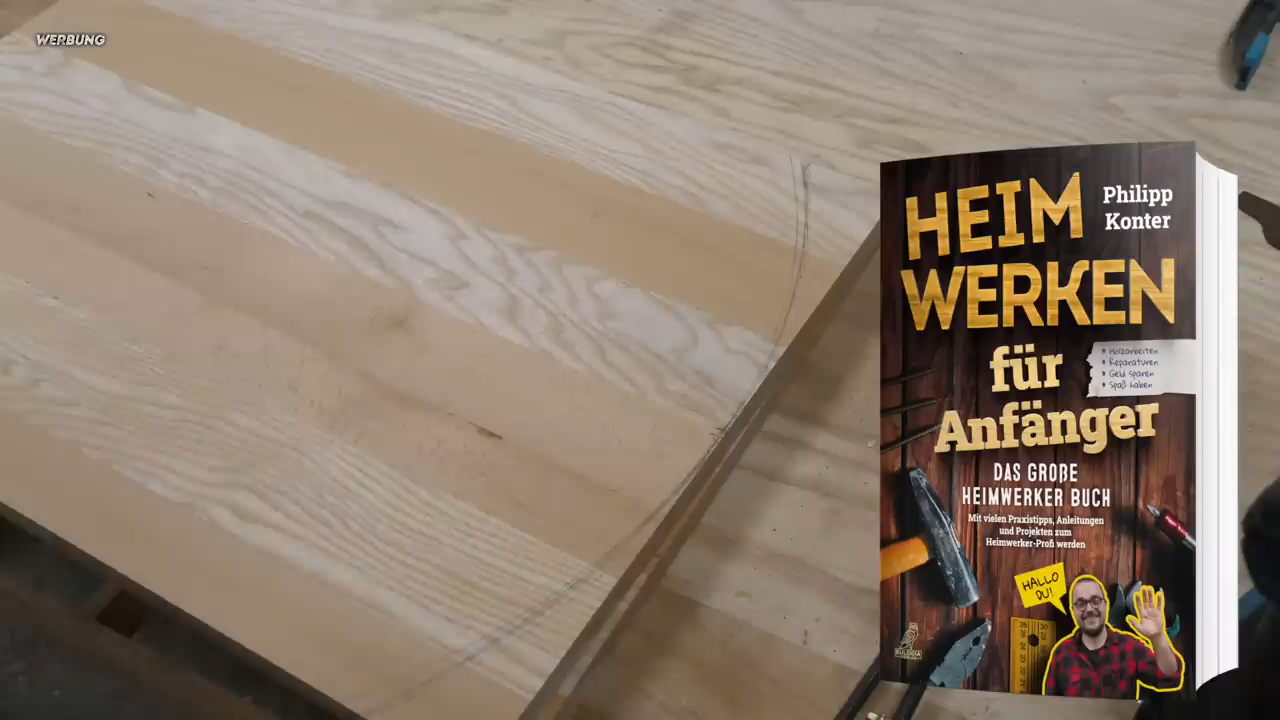 WERBUNG
HEIM
WERKEN
Philipp
Konter
für
Anfänger
• Holzarbeiten
• Reparaturen
• Geld sparen
• Spaß haben
DAS GROẞE
HEIMWERKER BUCH
Mit vielen Praxistipps, Anleitungen
und Projekten zum
Heimwerker-Profi werden
HALLO
DU!
EULOGIA